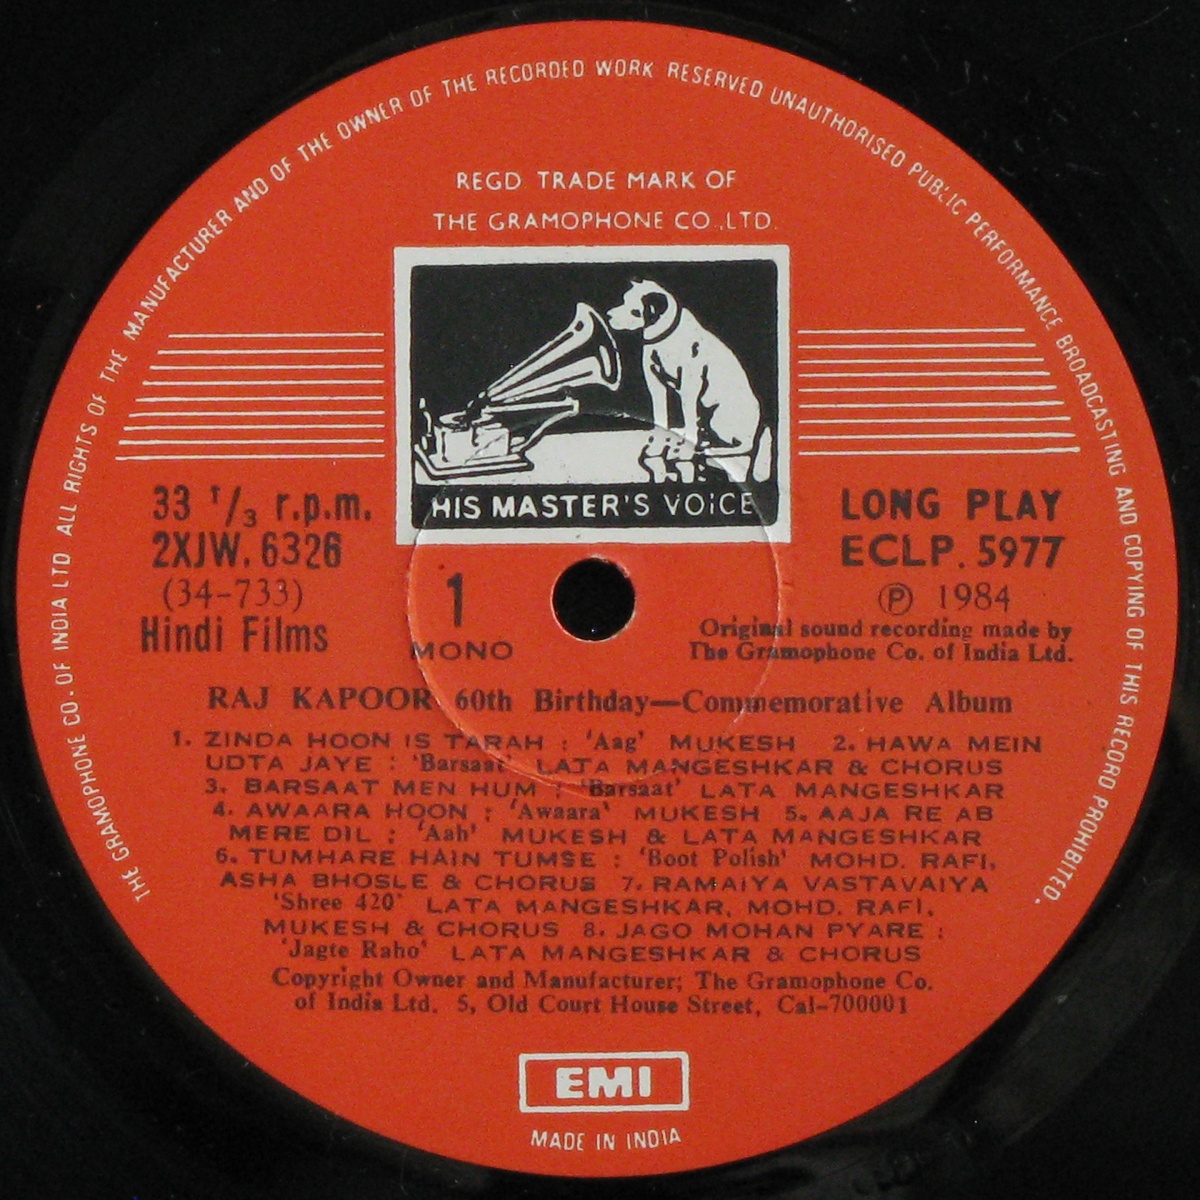 THE GRAMOPHONE CO. OF INDIA LTD ALL RIGHTS OF THE MANUFACTURER AND OF THE OWNER OF THE RECORDED WORK RESERVED UNAUTHORISED PUBLIC PERFORMANCE BROADCASTING AND COPYING OF THIS RECORD PROHIBITED.
REGD TRADE MARK OF
THE GRAMOPHONE CO.,LTD.
HIS MASTER'S VOICE
33 1/3 r.p.m.
2XJW. 6326
(34-733)
Hindi Films
1
MONO
LONG PLAY
ECLP. 5977
Ⓟ 1984
Original sound recording made by
The Gramophone Co. of India Ltd.
RAJ KAPOOR 60th Birthday—Commemorative Album
1. ZINDA HOON IS TARAH : 'Aag' MUKESH 2. HAWA MEIN
UDTA JAYE : 'Barsaat' LATA MANGESHKAR & CHORUS
3. BARSAAT MEN HUM : 'Barsaat' LATA MANGESHKAR
4. AWAARA HOON : 'Awaara' MUKESH 5. AAJA RE AB
MERE DIL : 'Aah' MUKESH & LATA MANGESHKAR
6. TUMHARE HAIN TUMSE : 'Boot Polish' MOHD. RAFI,
ASHA BHOSLE & CHORUS 7. RAMAIYA VASTAVAIYA
'Shree 420' LATA MANGESHKAR, MOHD. RAFI,
MUKESH & CHORUS 8. JAGO MOHAN PYARE :
'Jagte Raho' LATA MANGESHKAR & CHORUS
Copyright Owner and Manufacturer; The Gramophone Co.
of India Ltd. 5, Old Court House Street, Cal-700001
EMI
MADE IN INDIA